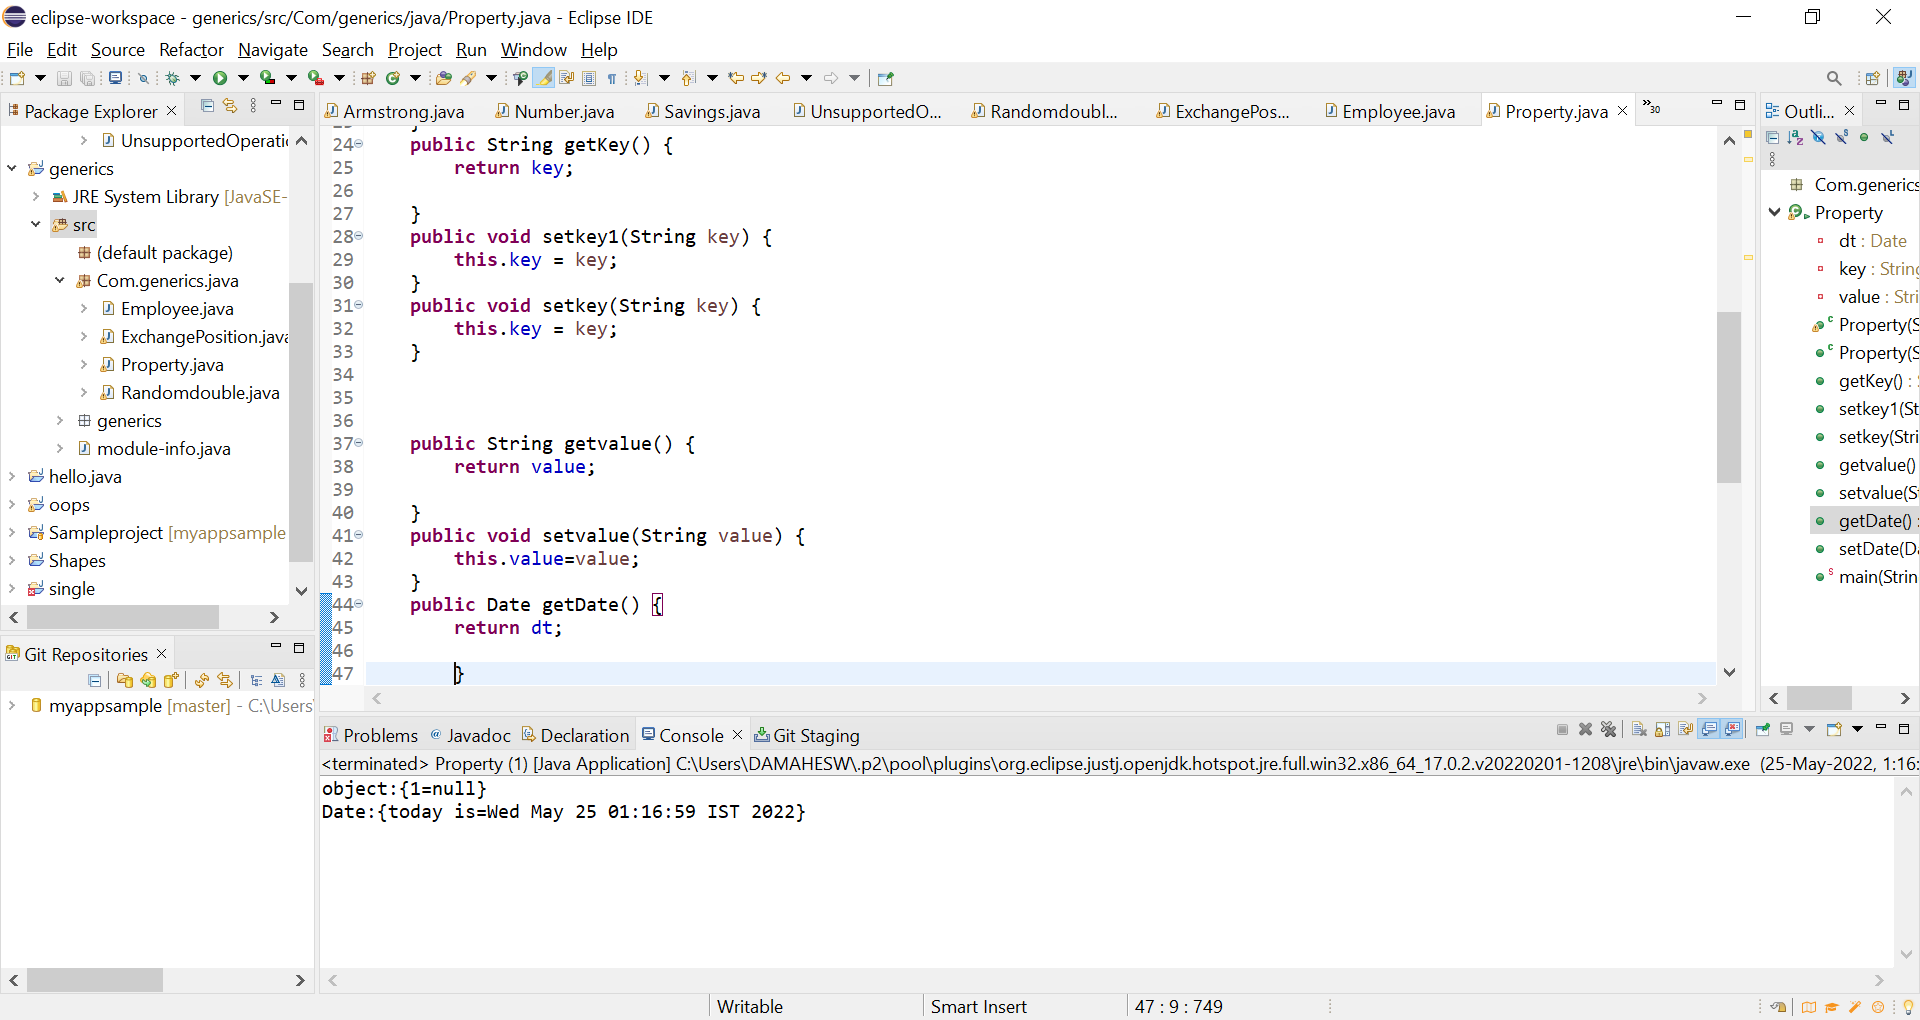 eclipse-workspace - generics/src/Com/generics/java/Property.java - Eclipse IDE
File Edit Source Refactor Navigate Search Project Run Window Help
Package Explorer
UnsupportedOperatic
generics
JRE System Library [JavaSE-
src
(default package)
Com.generics.java
Employee.java
ExchangePosition.java
Property.java
Randomdouble.java
generics
module-info.java
hello.java
oops
Sampleproject [myappsample
Shapes
single
Git Repositories
myappsample [master] - C:\Users
Armstrong.java Number.java Savings.java UnsupportedO... Randomdoubl... ExchangePos... Employee.java Property.java »30
24 public String getKey() {
25 return key;
26
27 }
28 public void setkey1(String key) {
29 this.key = key;
30 }
31 public void setkey(String key) {
32 this.key = key;
33 }
34
35
36
37 public String getvalue() {
38 return value;
39
40 }
41 public void setvalue(String value) {
42 this.value=value;
43 }
44 public Date getDate() {
45 return dt;
46
47 }
Outli...
Com.generics
Property
dt : Date
key : String
value : Stri
Property(S
Property(S
getKey() :
setkey1(St
setkey(Stri
getvalue()
setvalue(St
getDate() :
setDate(Da
main(Strin
Problems @ Javadoc Declaration Console Git Staging
<terminated> Property (1) [Java Application] C:\Users\DAMAHESW\.p2\pool\plugins\org.eclipse.justj.openjdk.hotspot.jre.full.win32.x86_64_17.0.2.v20220201-1208\jre\bin\javaw.exe (25-May-2022, 1:16:
object:{1=null}
Date:{today is=Wed May 25 01:16:59 IST 2022}
Writable Smart Insert 47 : 9 : 749